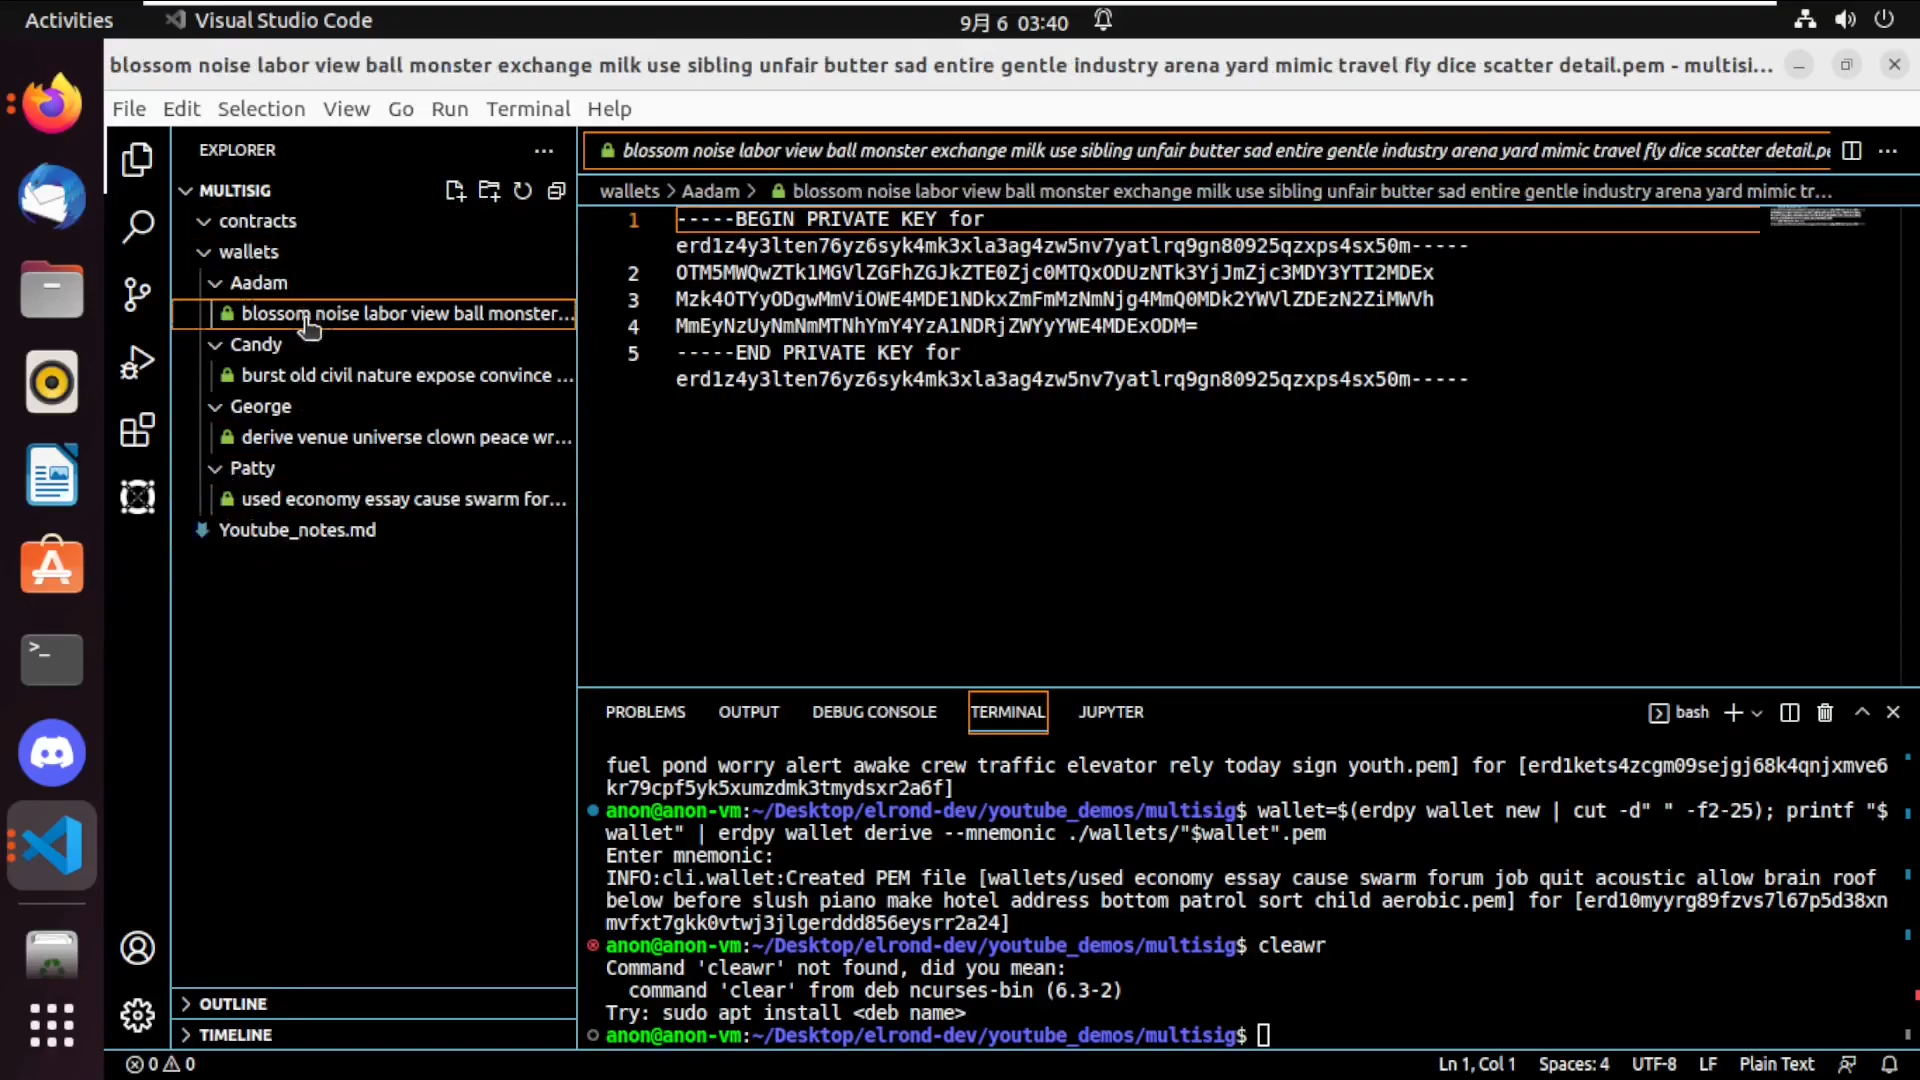 Activities
Visual Studio Code
9月 6 03:40
blossom noise labor view ball monster exchange milk use sibling unfair butter sad entire gentle industry arena yard mimic travel fly dice scatter detail.pem - multisi...
File Edit Selection View Go Run Terminal Help
EXPLORER
MULTISIG
contracts
wallets
Aadam
blossom noise labor view ball monster...
Candy
burst old civil nature expose convince ...
George
derive venue universe clown peace wr...
Patty
used economy essay cause swarm for...
Youtube_notes.md
OUTLINE
TIMELINE
blossom noise labor view ball monster exchange milk use sibling unfair butter sad entire gentle industry arena yard mimic travel fly dice scatter detail.pe
wallets > Aadam > blossom noise labor view ball monster exchange milk use sibling unfair butter sad entire gentle industry arena yard mimic tr...
1 -----BEGIN PRIVATE KEY for
erd1z4y3lten76yz6syk4mk3xla3ag4zw5nv7yatlrq9gn80925qzxps4sx50m-----
2 OTM5MWQwZTk1MGVlZGFhZGJkZTE0Zjc0MTQxODUzNTk3YjJmZjc3MDY3YTI2MDEx
3 Mzk4OTYyODgwMmViOWE4MDE1NDkxZmFmMzNmNjg4MmQ0MDk2YWVlZDEzN2ZiMWVh
4 MmEyNzUyNmNmMTNhYmY4YzA1NDRjZWYyYWE4MDExODM=
5 -----END PRIVATE KEY for
erd1z4y3lten76yz6syk4mk3xla3ag4zw5nv7yatlrq9gn80925qzxps4sx50m-----
PROBLEMS OUTPUT DEBUG CONSOLE TERMINAL JUPYTER
bash
fuel pond worry alert awake crew traffic elevator rely today sign youth.pem] for [erd1kets4zcgm09sejgj68k4qnjxmve6
kr79cpf5yk5xumzdmk3tmydsxr2a6f]
anon@anon-vm:~/Desktop/elrond-dev/youtube_demos/multisig$ wallet=$(erdpy wallet new | cut -d" " -f2-25); printf "$
wallet" | erdpy wallet derive --mnemonic ./wallets/"$wallet".pem
Enter mnemonic:
INFO:cli.wallet:Created PEM file [wallets/used economy essay cause swarm forum job quit acoustic allow brain roof
below before slush piano make hotel address bottom patrol sort child aerobic.pem] for [erd10myyrg89fzvs7l67p5d38xn
mvfxt7gkk0vtwj3jlgerddd856eysrr2a24]
anon@anon-vm:~/Desktop/elrond-dev/youtube_demos/multisig$ cleawr
Command 'cleawr' not found, did you mean:
command 'clear' from deb ncurses-bin (6.3-2)
Try: sudo apt install <deb name>
anon@anon-vm:~/Desktop/elrond-dev/youtube_demos/multisig$
0 0
Ln 1, Col 1 Spaces: 4 UTF-8 LF Plain Text